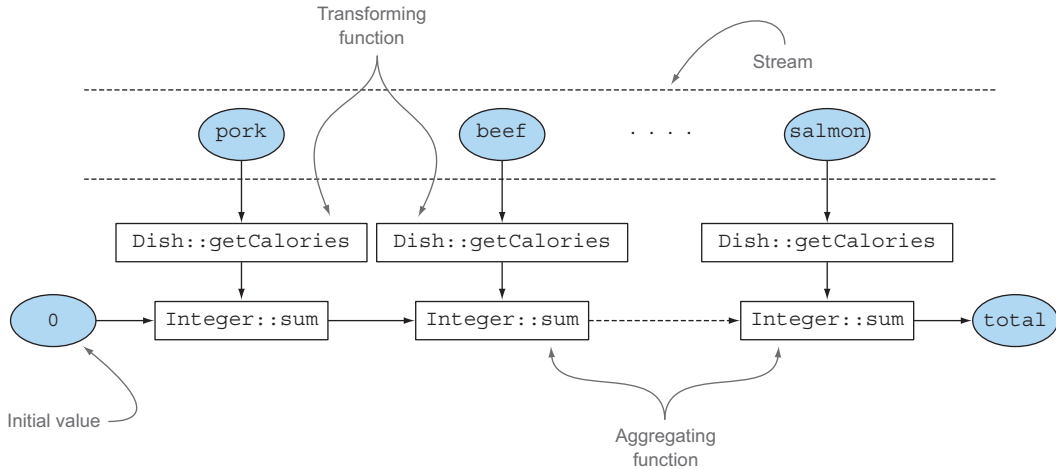 Transforming
function
Stream
pork
beef
. . . .
salmon
Dish::getCalories
Dish::getCalories
Dish::getCalories
0
Integer::sum
Integer::sum
Integer::sum
total
Initial value
Aggregating
function